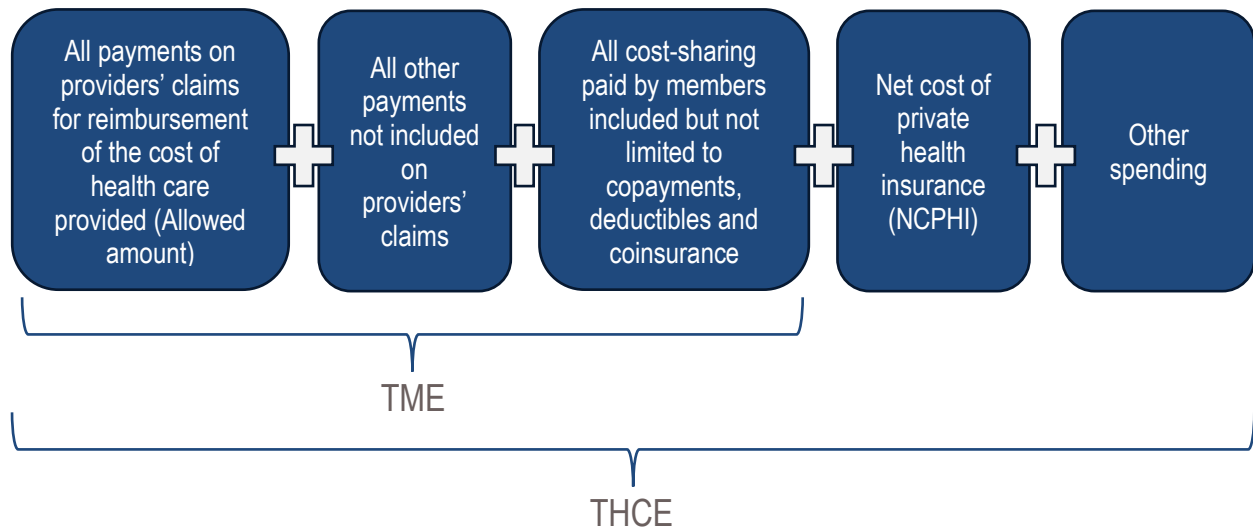 All payments on
providers’ claims
for reimbursement
of the cost of
health care
provided (Allowed
amount)
All other
payments
not included
on
providers’
claims
All cost-sharing
paid by members
included but not
limited to
copayments,
deductibles and
coinsurance
Net cost of
private
health
insurance
(NCPHI)
Other
spending
TME
THCE